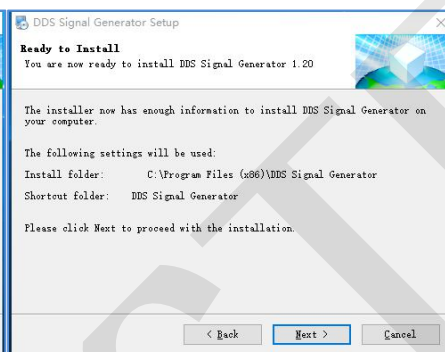 DDS Signal Generator Setup
Ready to Install
You are now ready to install DDS Signal Generator 1.20
The installer now has enough information to install DDS Signal Generator on
your computer.
The following settings will be used:
Install folder: C:\Program Files (x86)\DDS Signal Generator
Shortcut folder: DDS Signal Generator
Please click Next to proceed with the installation.
< Back Next > Cancel